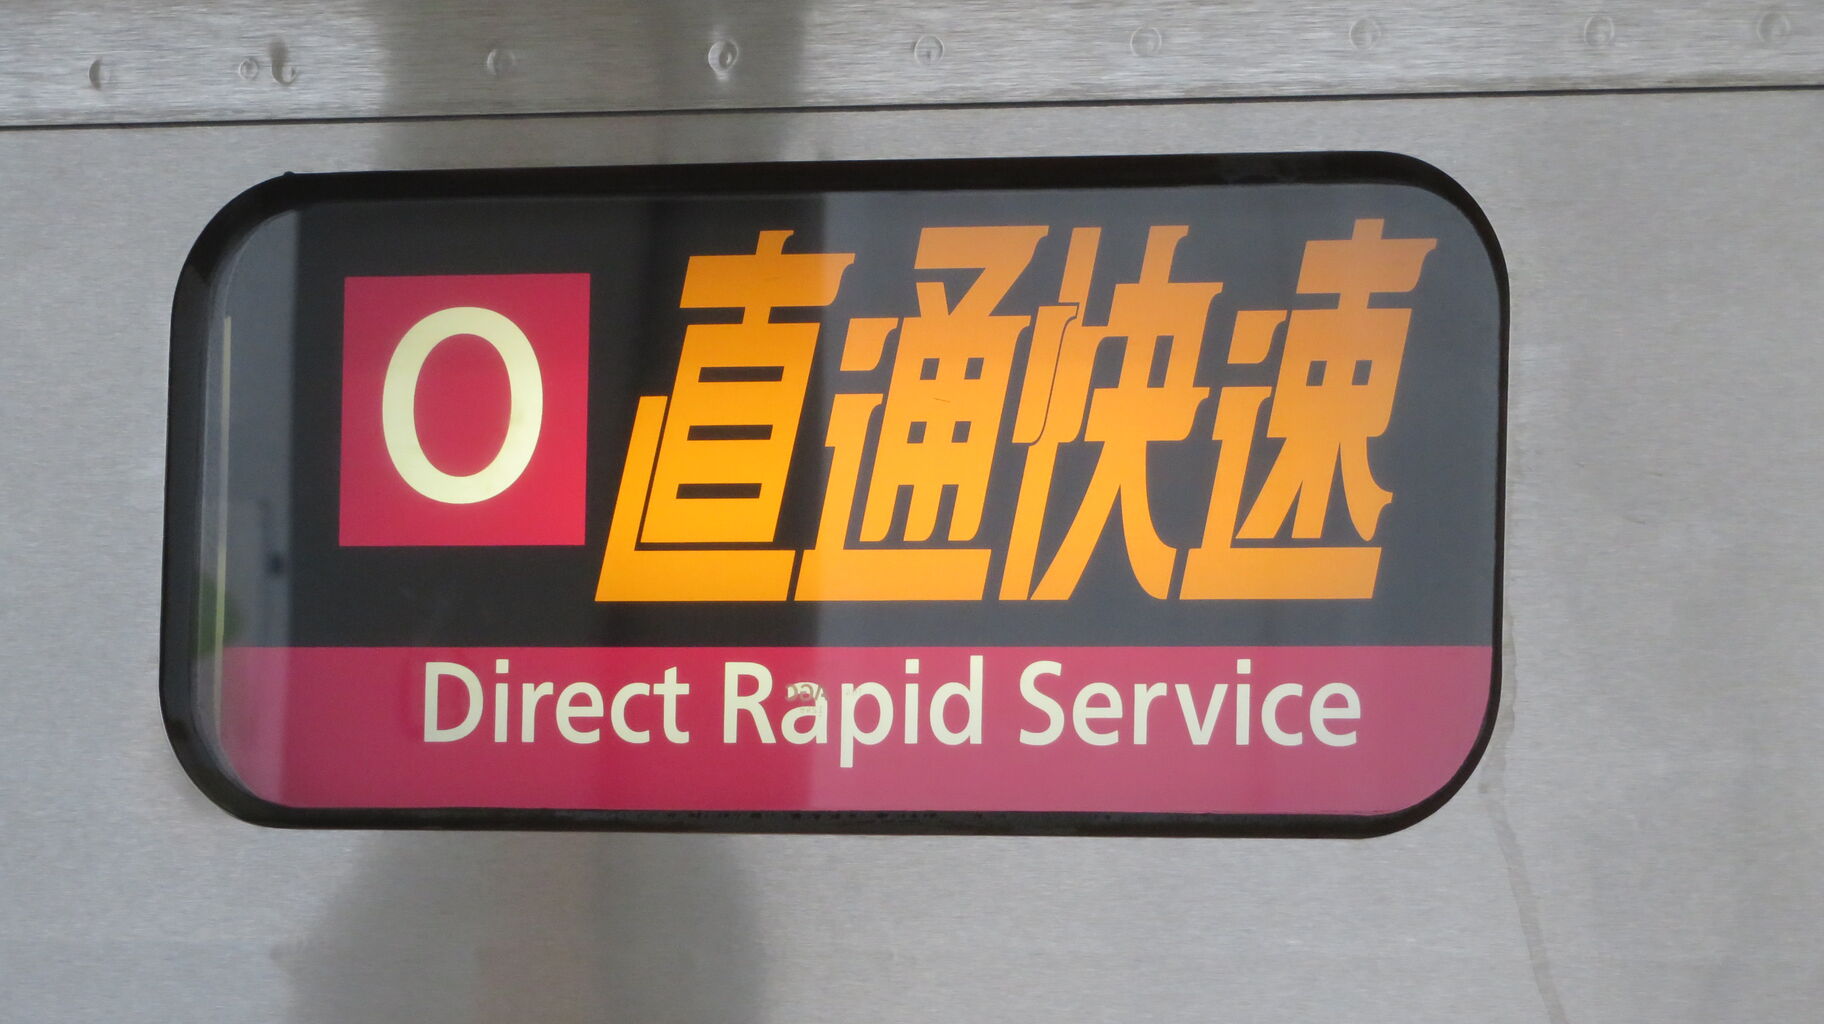 O 直通快速
Direct Rapid Service